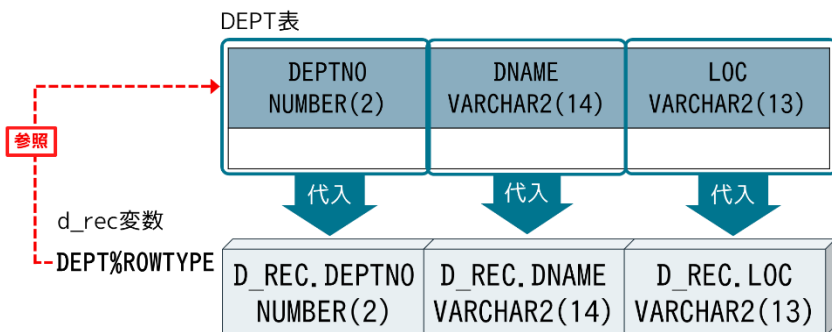 DEPT表
DEPTNO
NUMBER(2)
DNAME
VARCHAR2(14)
LOC
VARCHAR2(13)
参照
代入
代入
代入
d_rec変数
DEPT%ROWTYPE
D_REC.DEPTNO
NUMBER(2)
D_REC.DNAME
VARCHAR2(14)
D_REC.LOC
VARCHAR2(13)